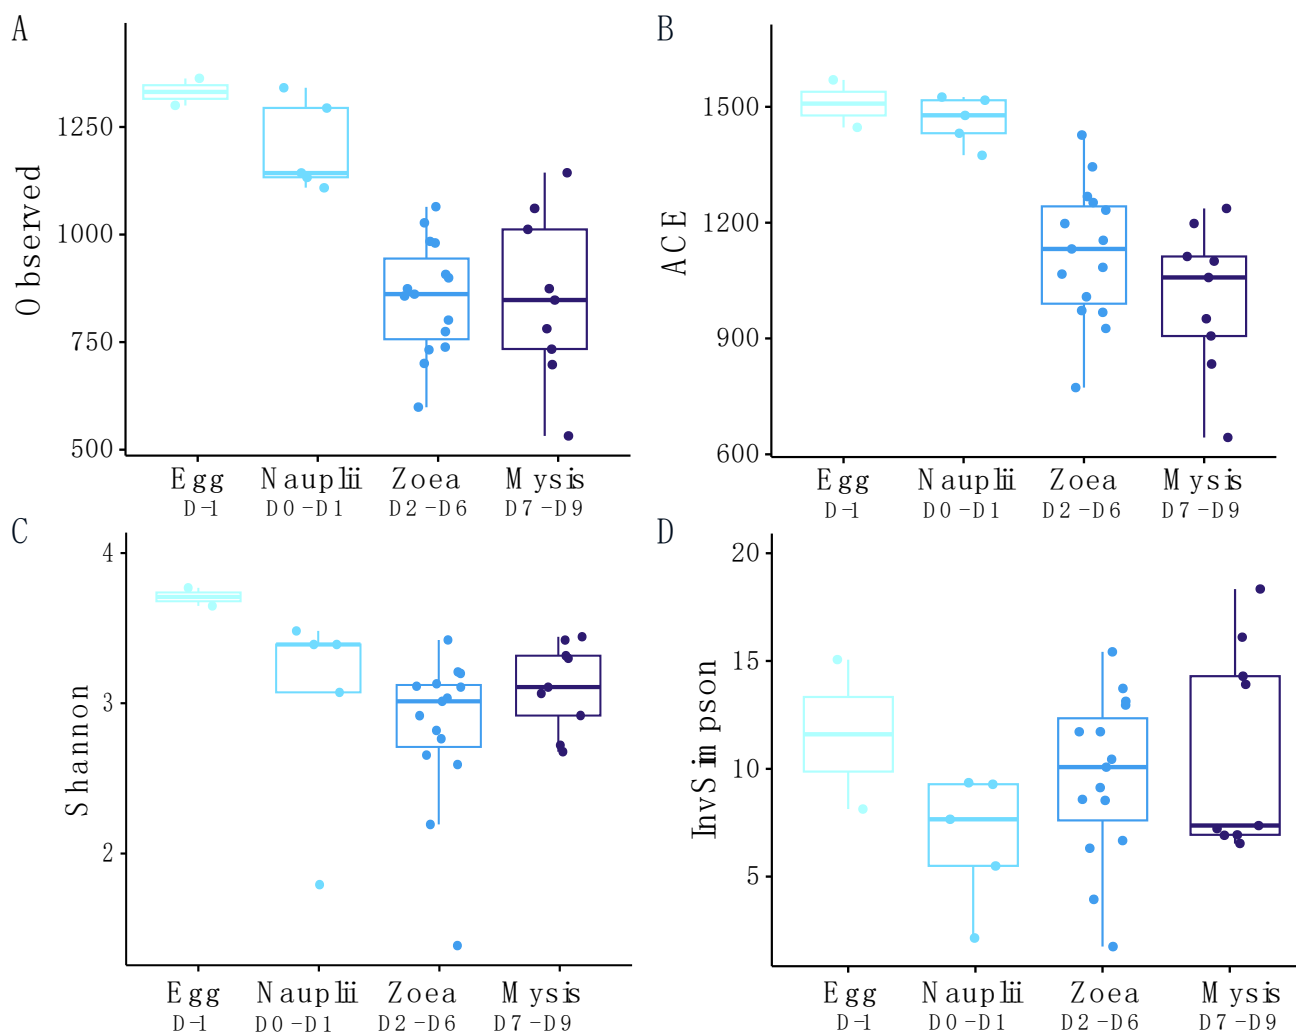 A
Observed
1250
1000
750
500
Egg Nauplii Zoea Mysis
D-1 D0-D1 D2-D6 D7-D9
B
ACE
1500
1200
900
600
Egg Nauplii Zoea Mysis
D-1 D0-D1 D2-D6 D7-D9
C
Shannon
4
3
2
Egg Nauplii Zoea Mysis
D-1 D0-D1 D2-D6 D7-D9
D
InvSimpson
20
15
10
5
Egg Nauplii Zoea Mysis
D-1 D0-D1 D2-D6 D7-D9